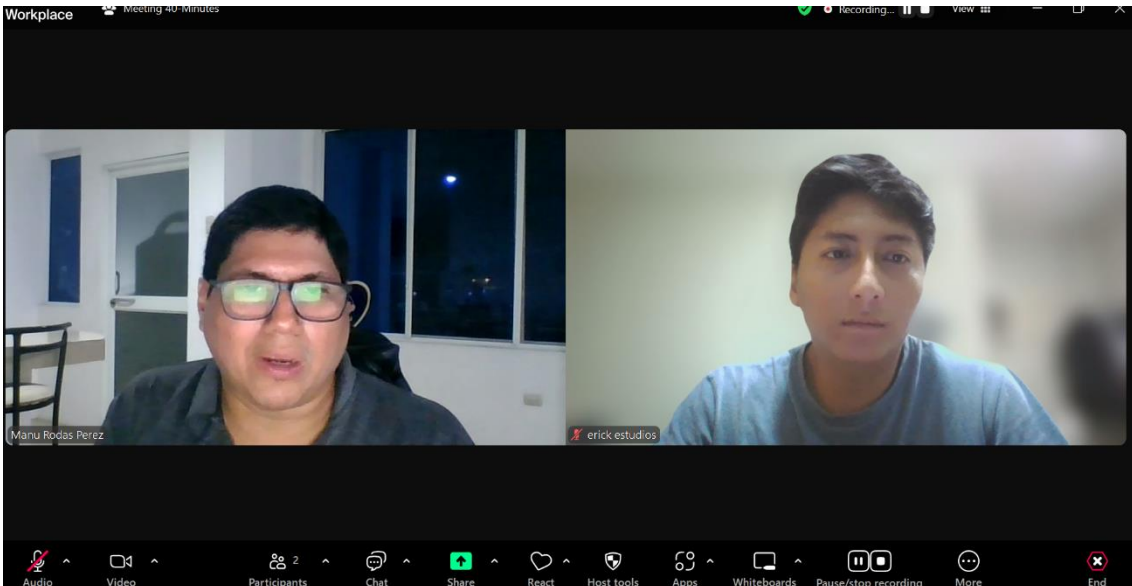 Workplace
Meeting 40-Minutes
Recording...
View
Manu Rodas Perez
erick estudios
2
Audio
Video
Participants
Chat
Share
React
Host tools
Apps
Whiteboards
Pause/stop recording
More
End